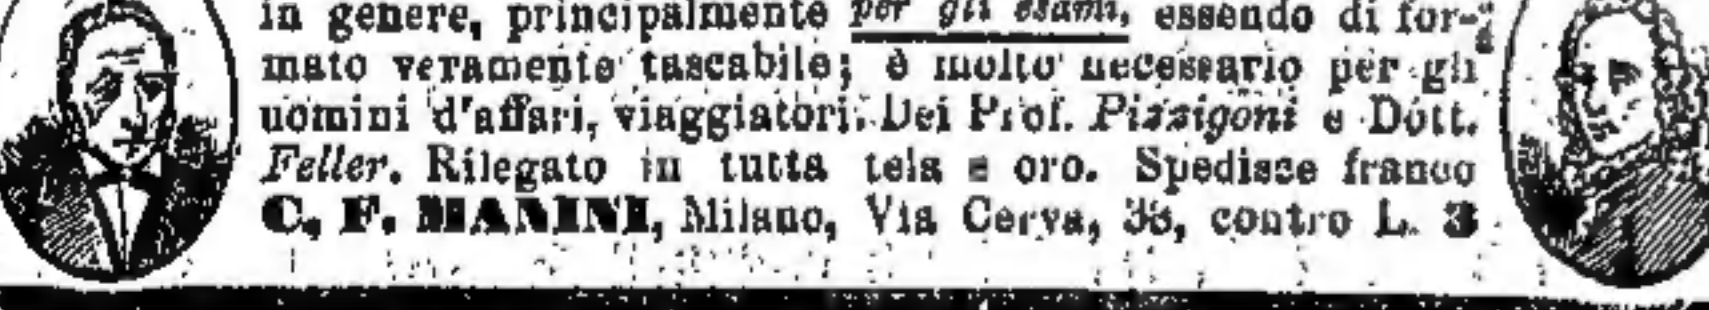 in genere, principalmente per gli esami, essendo di for-
mato veramente tascabile; è molto necessario per gli
uomini d'affari, viaggiatori. Dei Prof. Pizzigoni e Dott.
Feller. Rilegato in tutta tela e oro. Spedisce franco
C. F. MANINI, Milano, Via Cerva, 38, contro L. 3